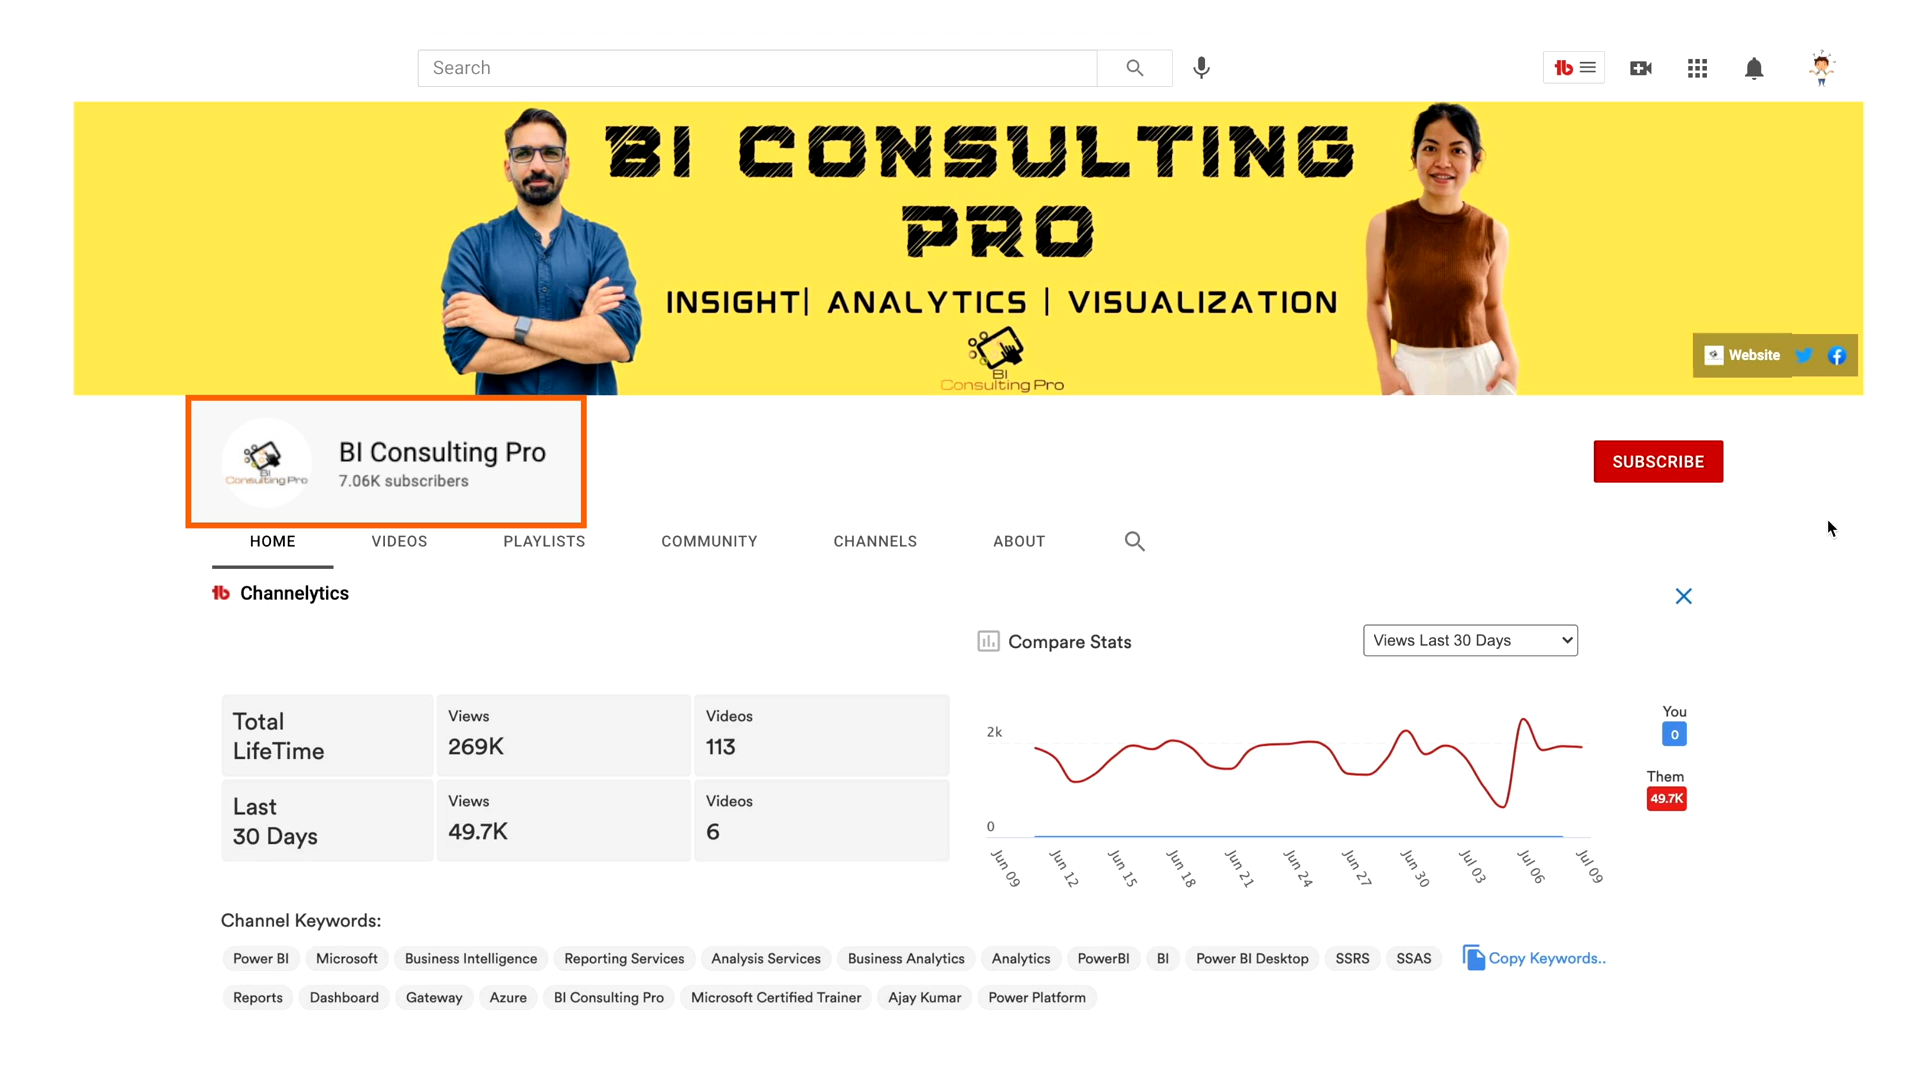 Search
BI CONSULTING
PRO
INSIGHT| ANALYTICS | VISUALIZATION
BI
Consulting Pro
Website
BI
Consulting Pro
BI Consulting Pro
7.06K subscribers
SUBSCRIBE
HOME VIDEOS PLAYLISTS COMMUNITY CHANNELS ABOUT
tb Channelytics
Compare Stats
Views Last 30 Days
Total
LifeTime
Views
269K
Videos
113
Last
30 Days
Views
49.7K
Videos
6
2k
0
Jun 09 Jun 12 Jun 15 Jun 18 Jun 21 Jun 24 Jun 27 Jun 30 Jul 03 Jul 06 Jul 09
You
0
Them
49.7K
Channel Keywords:
Power BI Microsoft Business Intelligence Reporting Services Analysis Services Business Analytics Analytics PowerBI BI Power BI Desktop SSRS SSAS Copy Keywords..
Reports Dashboard Gateway Azure BI Consulting Pro Microsoft Certified Trainer Ajay Kumar Power Platform